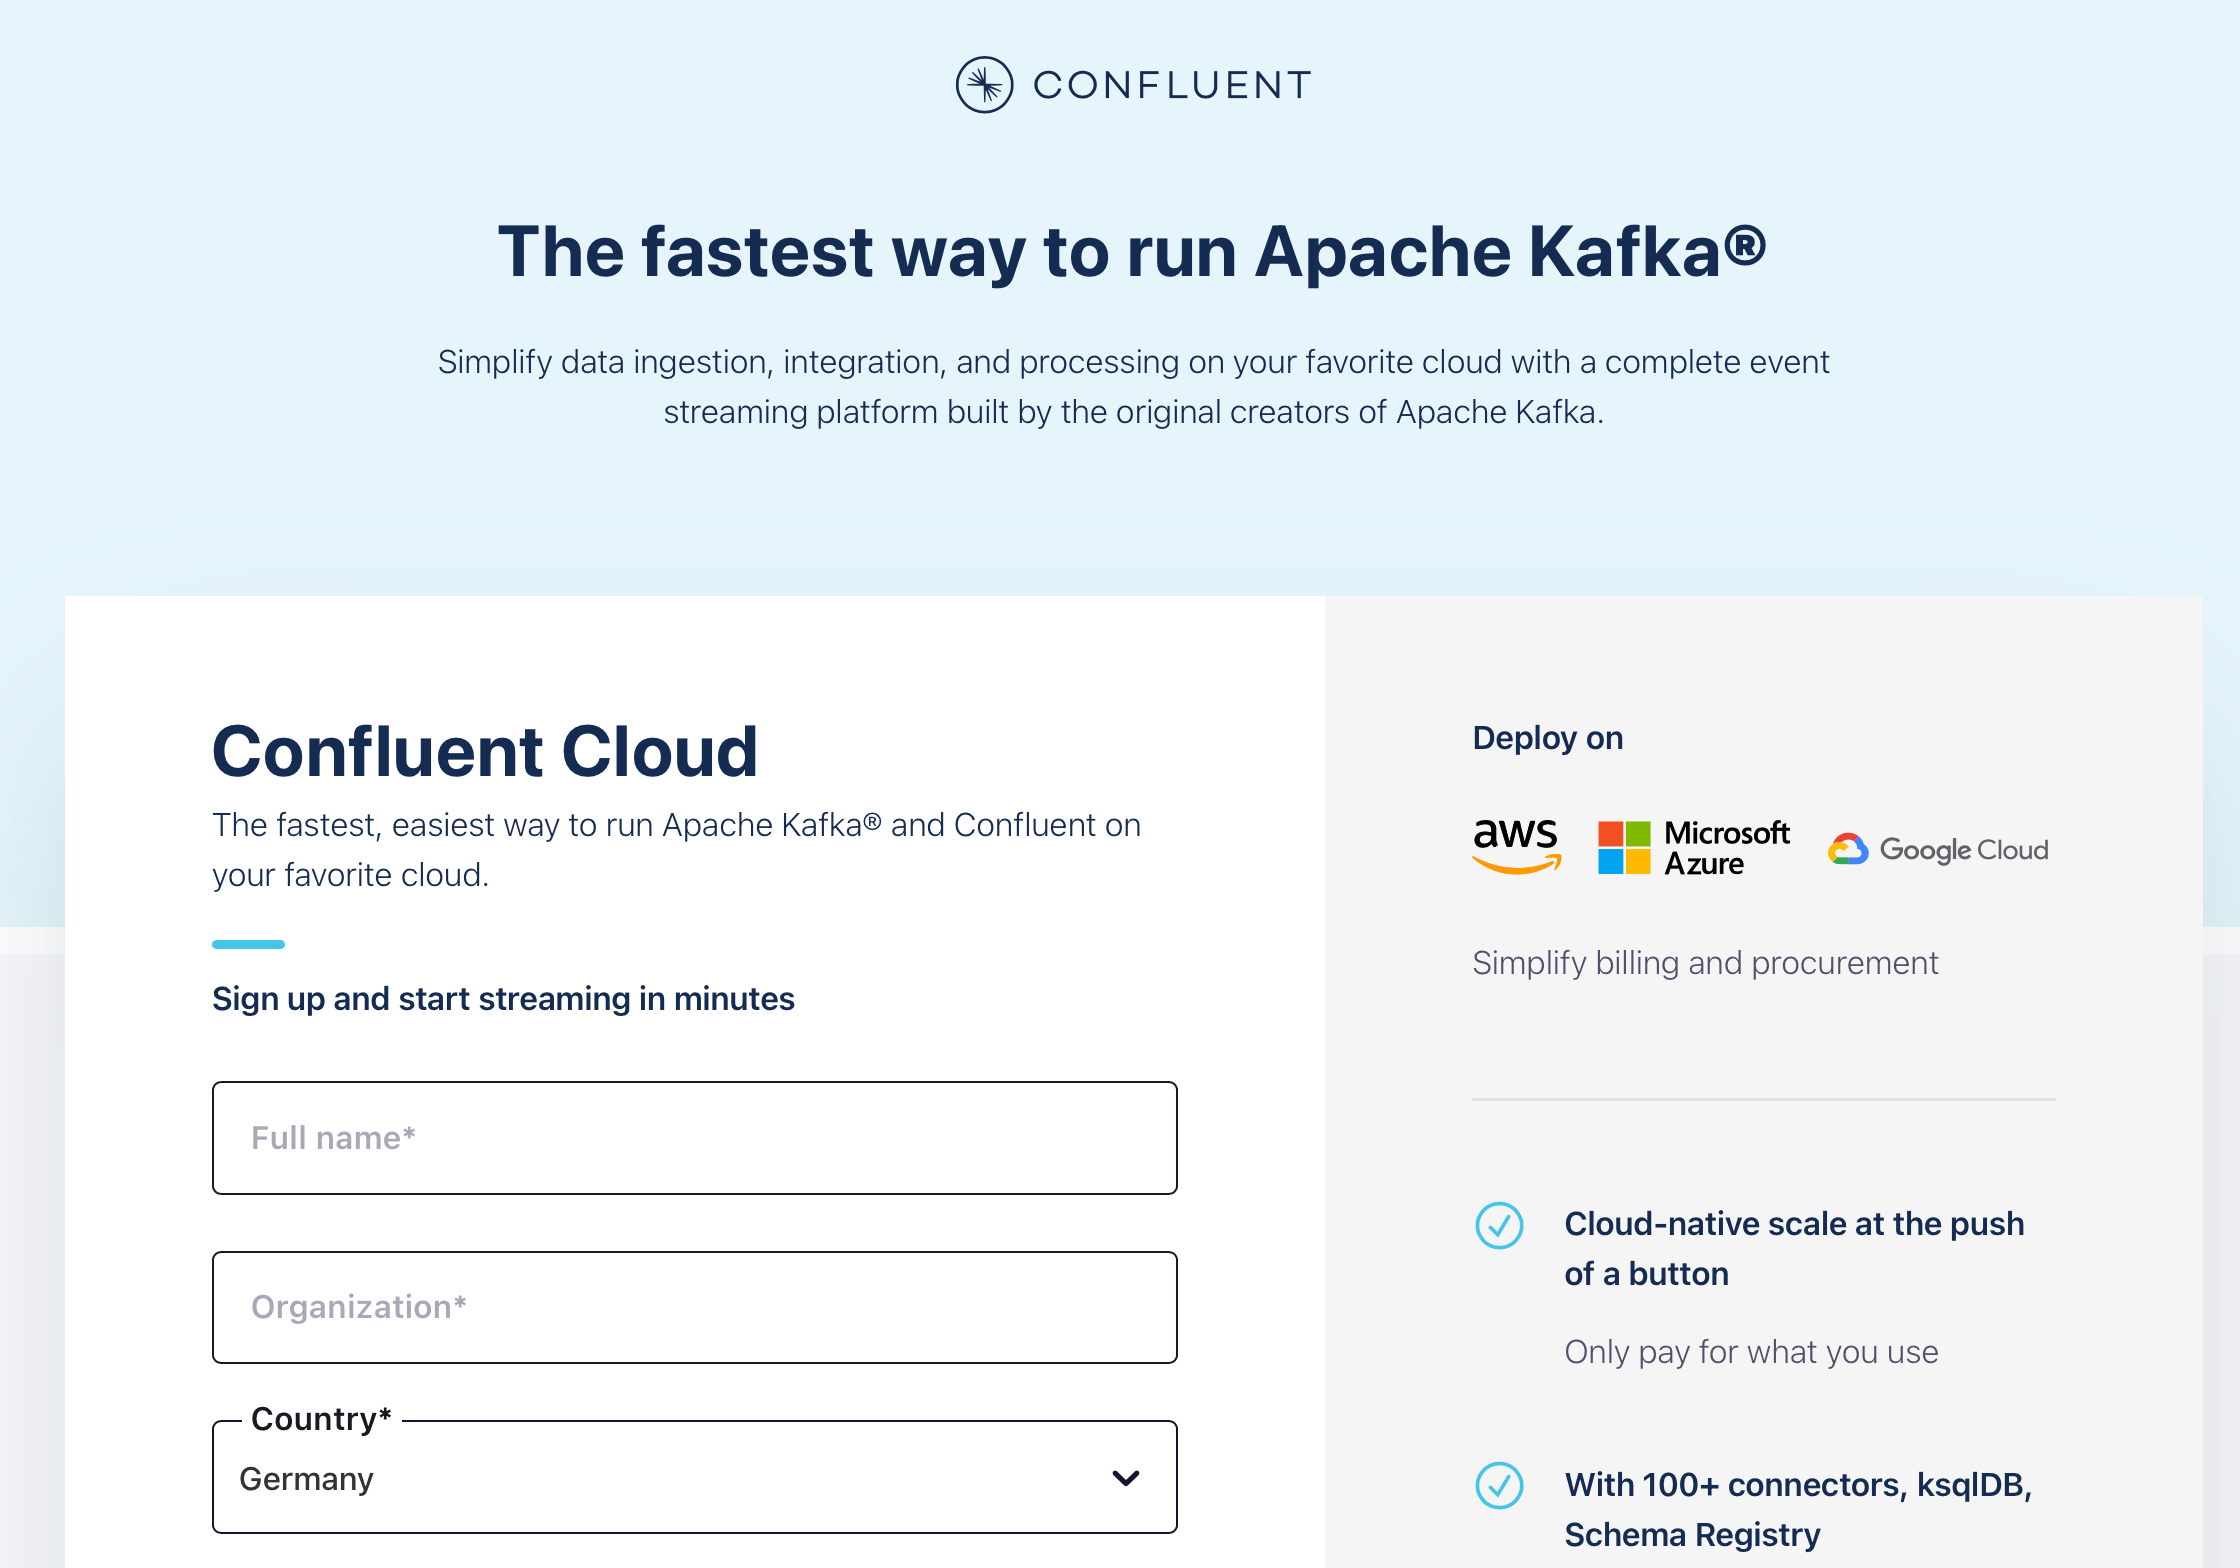 CONFLUENT
The fastest way to run Apache Kafka®
Simplify data ingestion, integration, and processing on your favorite cloud with a complete event
streaming platform built by the original creators of Apache Kafka.
Confluent Cloud
The fastest, easiest way to run Apache Kafka® and Confluent on
your favorite cloud.
Sign up and start streaming in minutes
Full name*
Organization*
Country*
Germany
Deploy on
aws
Microsoft
Azure
Google Cloud
Simplify billing and procurement
Cloud-native scale at the push
of a button
Only pay for what you use
With 100+ connectors, ksqlDB,
Schema Registry